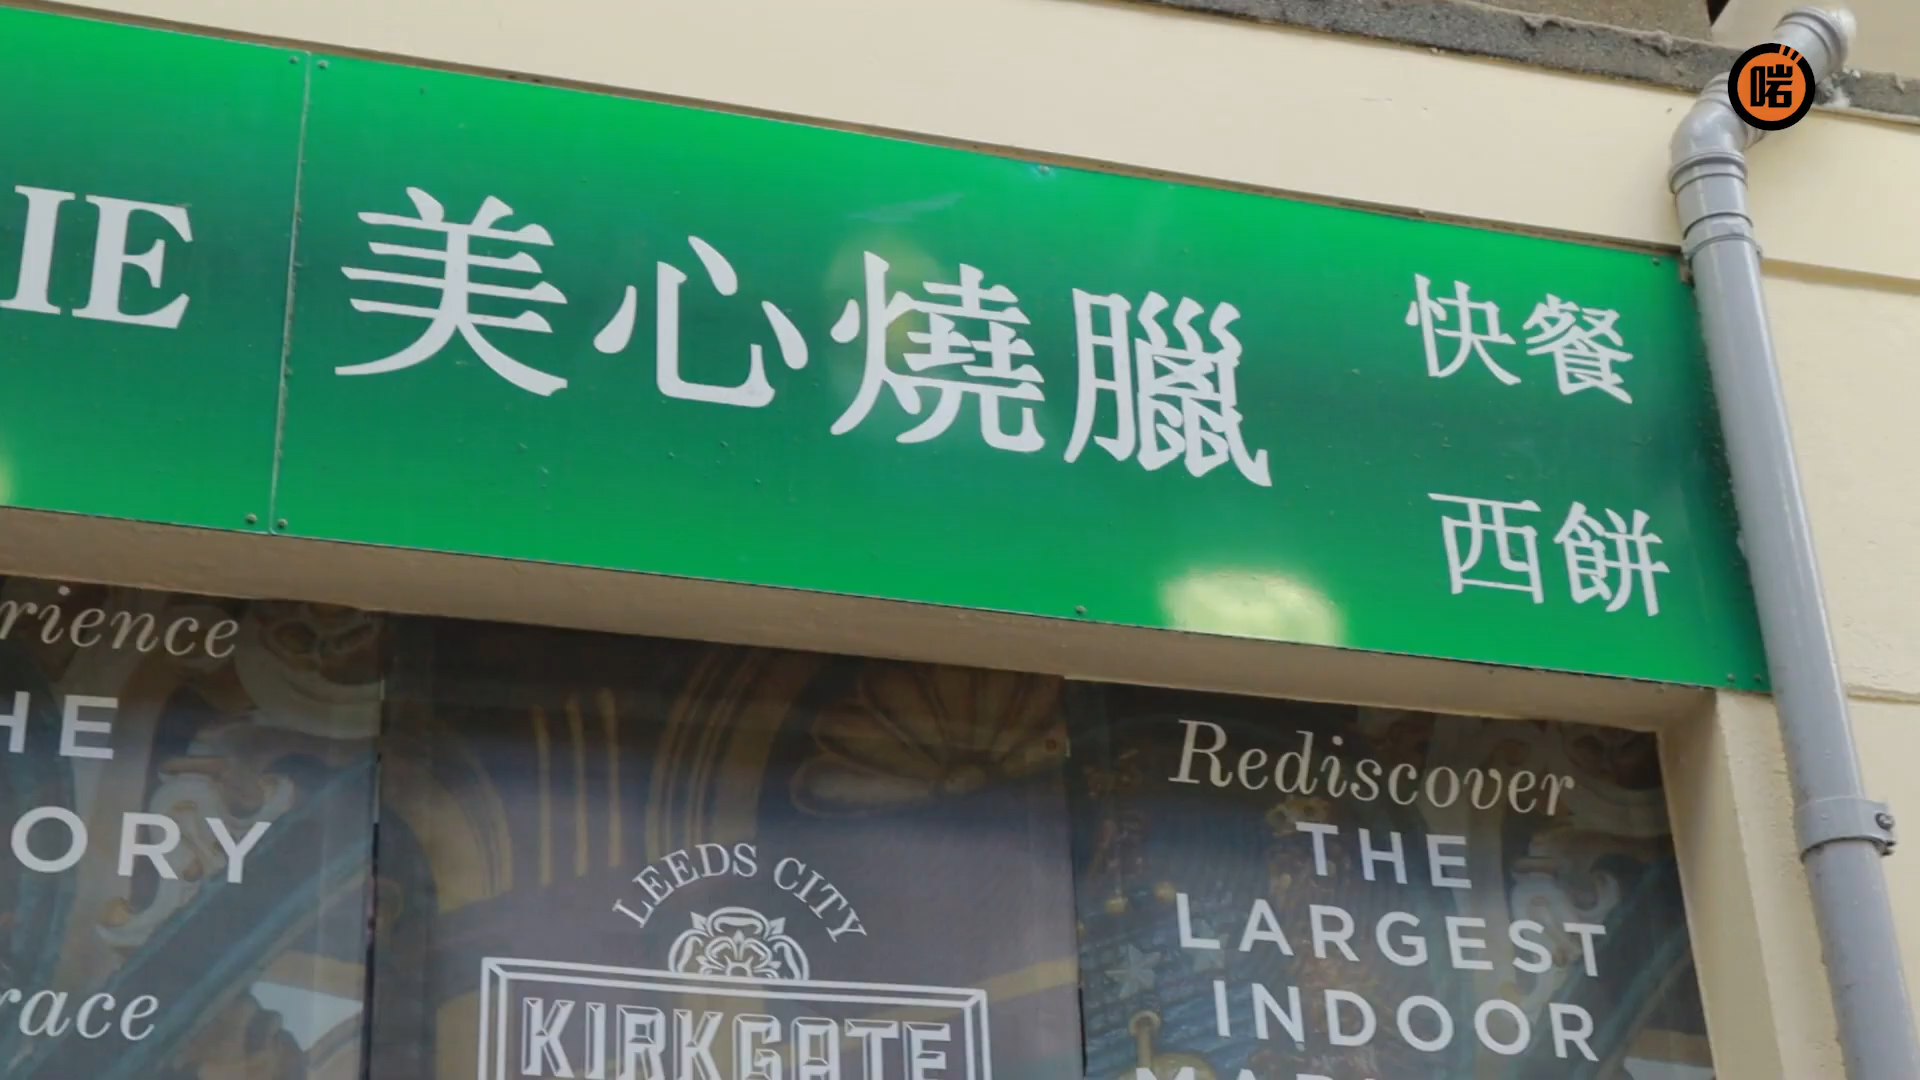 啱
IE 美心燒臘 快餐
西餅
rience
HE
ORY
race
LEEDS CITY
KIRKGATE
Rediscover
THE
LARGEST
INDOOR